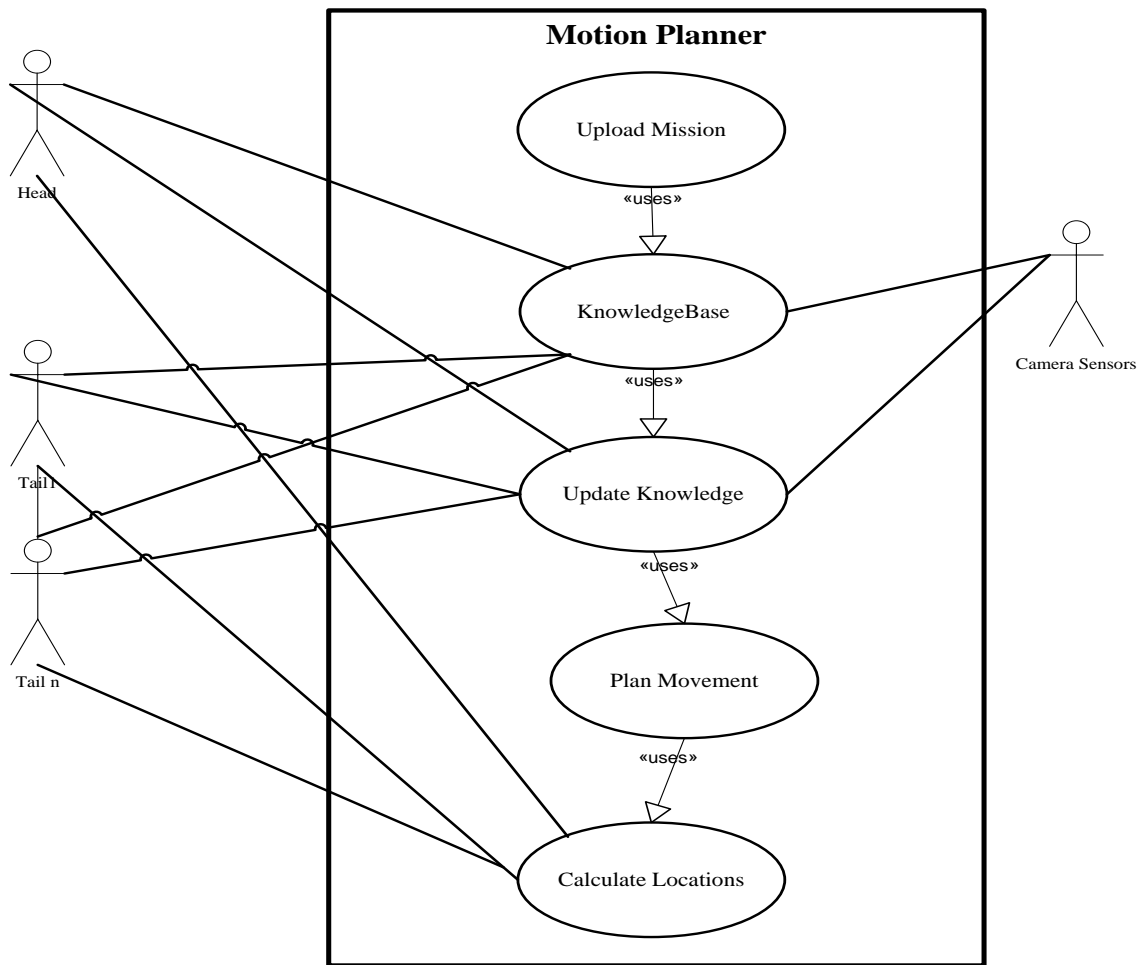 Motion Planner
Upload Mission
«uses»
Head
KnowledgeBase
Camera Sensors
«uses»
Tail1
Update Knowledge
«uses»
Tail n
Plan Movement
«uses»
Calculate Locations